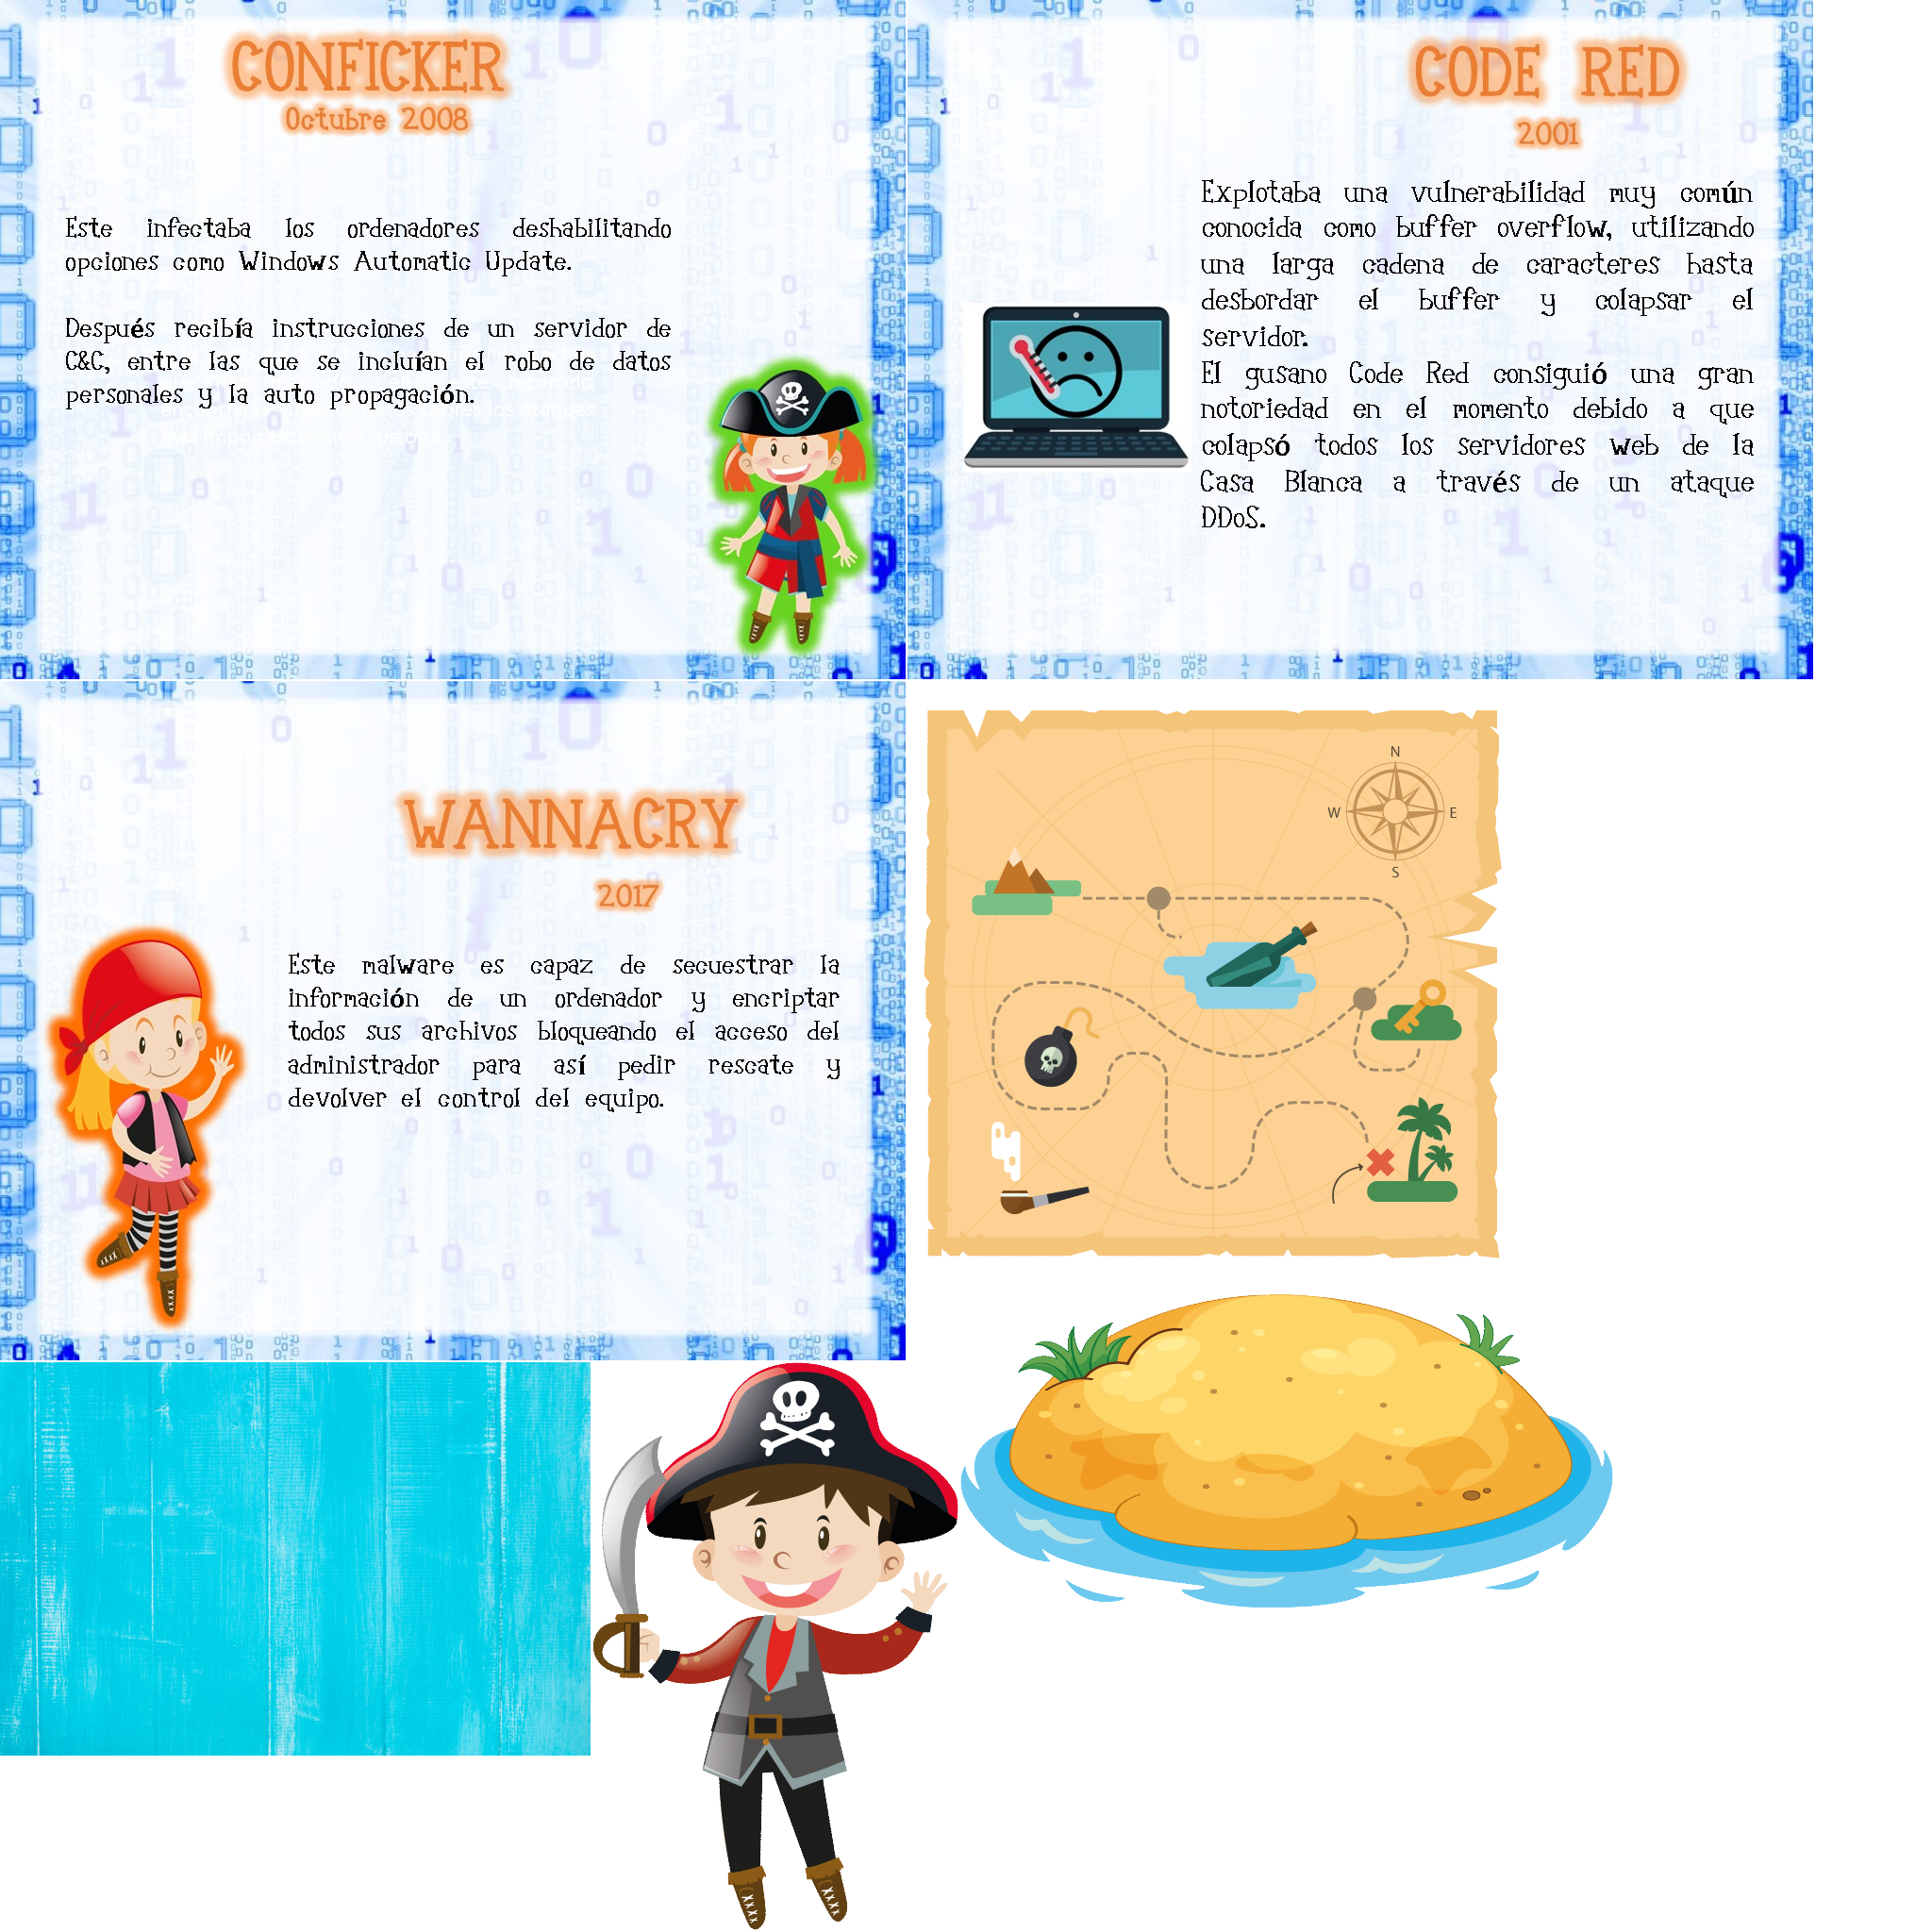 CONFICKER
Octubre 2008
Este infectaba los ordenadores deshabilitando
opciones como Windows Automatic Update.
Después recibía instrucciones de un servidor de
C&C, entre las que se incluían el robo de datos
personales y la auto propagación.
CODE RED
2001
Explotaba una vulnerabilidad muy común
conocida como buffer overflow, utilizando
una larga cadena de caracteres hasta
desbordar el buffer y colapsar el
servidor.
El gusano Code Red consiguió una gran
notoriedad en el momento debido a que
colapsó todos los servidores web de la
Casa Blanca a través de un ataque
DDoS.
WANNACRY
2017
Este malware es capaz de secuestrar la
información de un ordenador y encriptar
todos sus archivos bloqueando el acceso del
administrador para así pedir rescate y
devolver el control del equipo.
N
W E
S